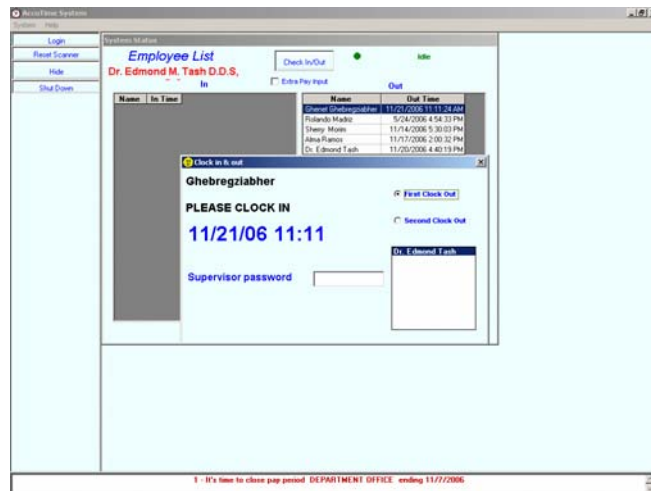 AccuTime System
System Help
Login
Reset Scanner
Hide
Shut Down
System Status
Employee List
Dr. Edmond M. Tash D.D.S,
Check In/Out
Idle
Extra Pay Input
In
Out
Name In Time
Name Out Time
Ghenet Ghebregziabher 11/21/2006 11:11:24 AM
Rolando Madriz 5/24/2006 4:54:33 PM
Sherry Morim 11/14/2006 5:30:03 PM
Alma Ramos 11/17/2006 2:00:32 PM
Dr. Edmond Tash 11/20/2006 4:40:19 PM
Clock in & out
Ghebregziabher
PLEASE CLOCK IN
11/21/06 11:11
Supervisor password
First Clock Out
Second Clock Out
Dr. Edmond Tash
1 - It's time to close pay period DEPARTMENT OFFICE ending 11/7/2006